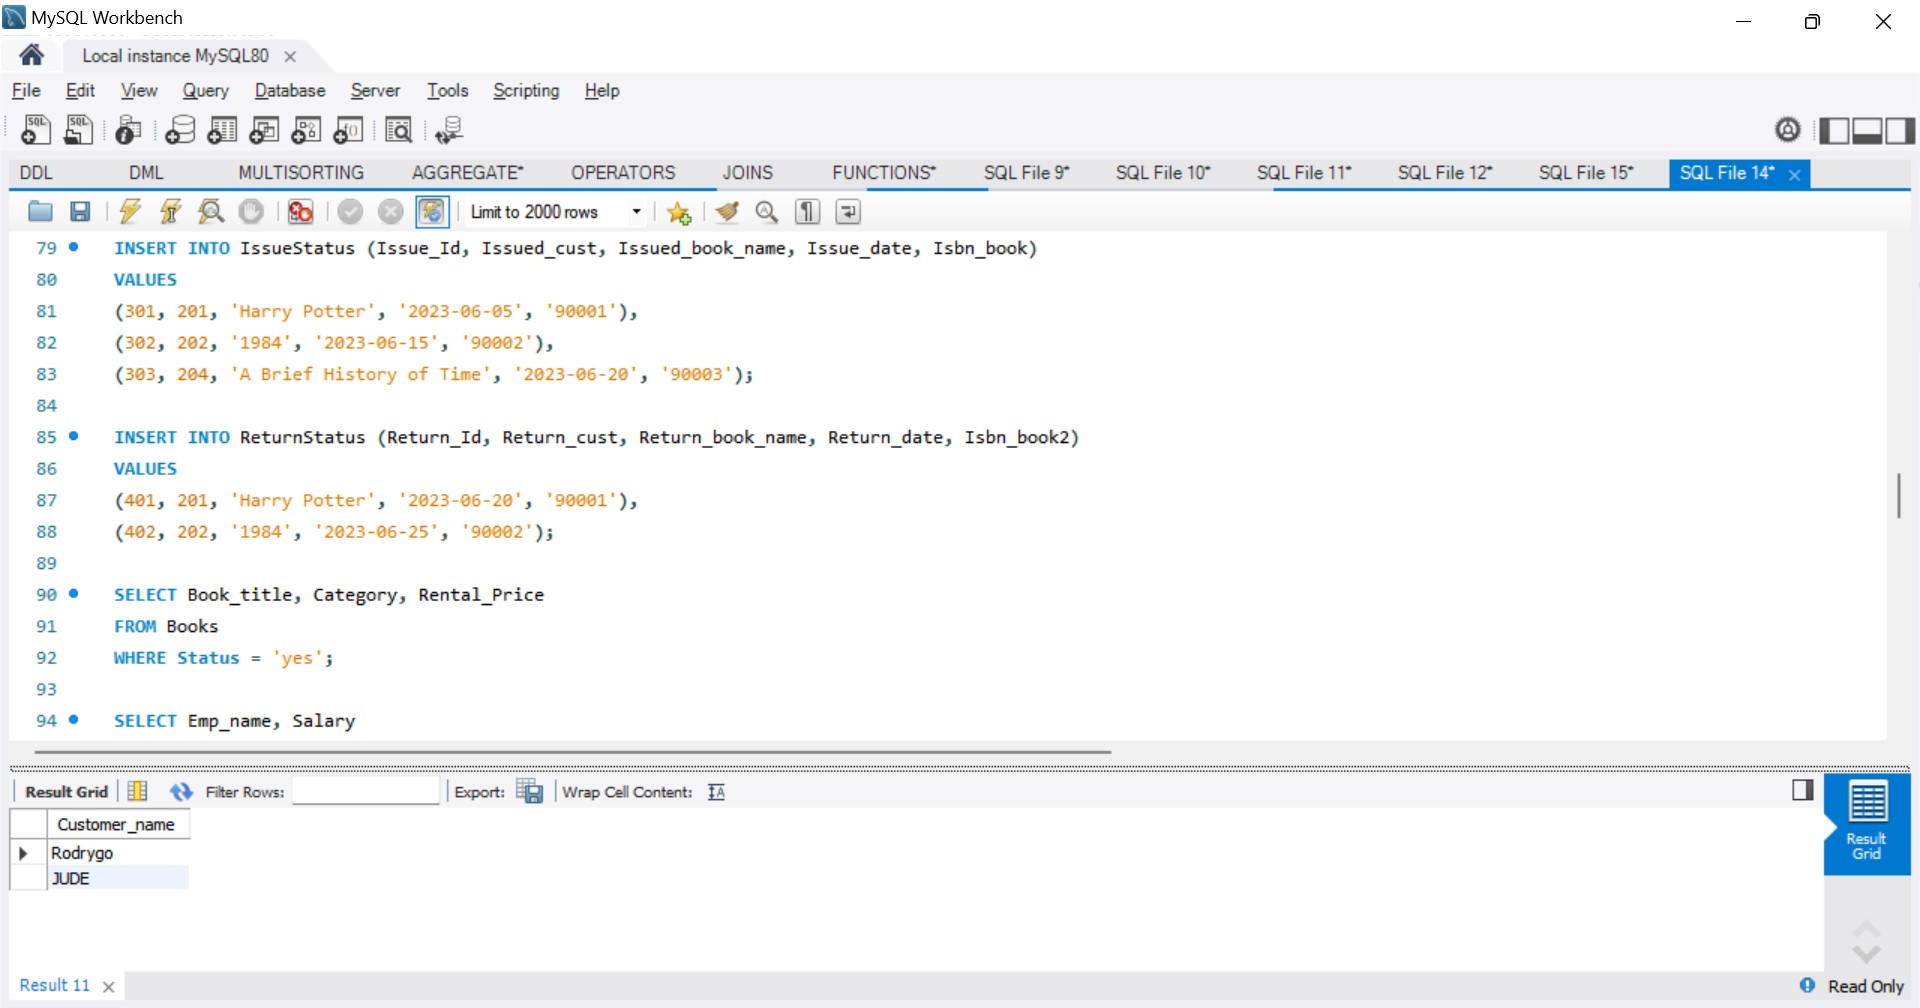 MySQL Workbench
Local instance MySQL80
File Edit View Query Database Server Tools Scripting Help
DDL DML MULTISORTING AGGREGATE* OPERATORS JOINS FUNCTIONS* SQL File 9* SQL File 10* SQL File 11* SQL File 12* SQL File 15* SQL File 14*
Limit to 2000 rows
79 INSERT INTO IssueStatus (Issue_Id, Issued_cust, Issued_book_name, Issue_date, Isbn_book)
80 VALUES
81 (301, 201, 'Harry Potter', '2023-06-05', '90001'),
82 (302, 202, '1984', '2023-06-15', '90002'),
83 (303, 204, 'A Brief History of Time', '2023-06-20', '90003');
84
85 INSERT INTO ReturnStatus (Return_Id, Return_cust, Return_book_name, Return_date, Isbn_book2)
86 VALUES
87 (401, 201, 'Harry Potter', '2023-06-20', '90001'),
88 (402, 202, '1984', '2023-06-25', '90002');
89
90 SELECT Book_title, Category, Rental_Price
91 FROM Books
92 WHERE Status = 'yes';
93
94 SELECT Emp_name, Salary
Result Grid Filter Rows: Export: Wrap Cell Content:
Customer_name
Rodrygo
JUDE
Result
Grid
Result 11
Read Only